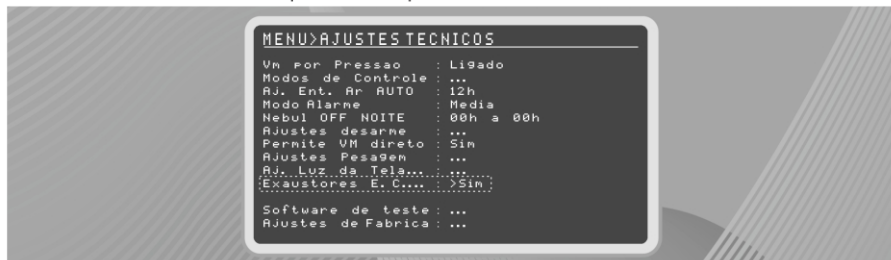 MENU>AJUSTES TECNICOS
Vm por Pressao : Ligado
Modos de Controle : ...
Aj. Ent. Ar AUTO : 12h
Modo Alarme : Media
Nebul OFF NOITE : 00h a 00h
Ajustes desarme : ...
Permite VM direto : Sim
Ajustes Pesagem : ...
Aj. Luz da Tela... : ...
Exaustores E.C.... : >Sim
Software de teste : ...
Ajustes de Fabrica : ...